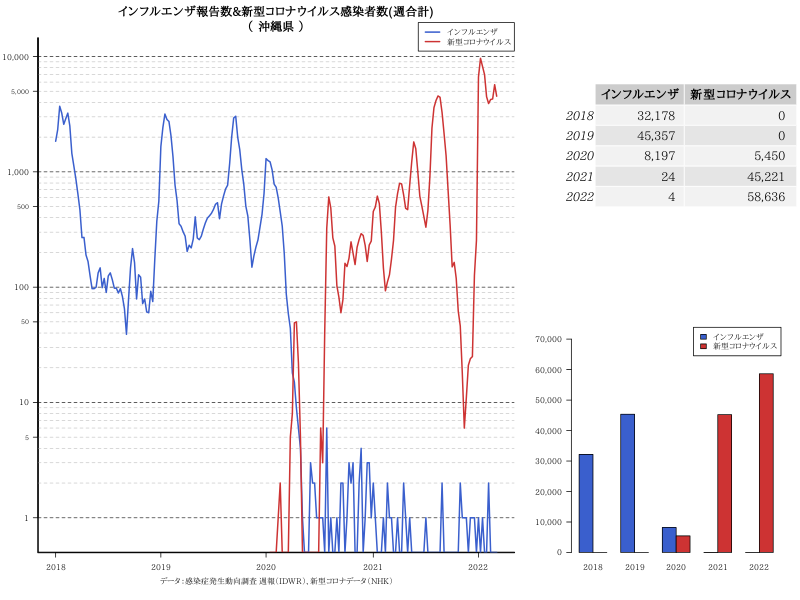 インフルエンザ報告数&新型コロナウイルス感染者数(週合計)
( 沖縄県 )
インフルエンザ
新型コロナウイルス
10,000
5,000
1,000
500
100
50
10
5
1
2018 2019 2020 2021 2022
データ：感染症発生動向調査 週報（IDWR）、新型コロナデータ（NHK）
インフルエンザ 新型コロナウイルス
2018 32,178 0
2019 45,357 0
2020 8,197 5,450
2021 24 45,221
2022 4 58,636
インフルエンザ
新型コロナウイルス
70,000
60,000
50,000
40,000
30,000
20,000
10,000
0
2018 2019 2020 2021 2022